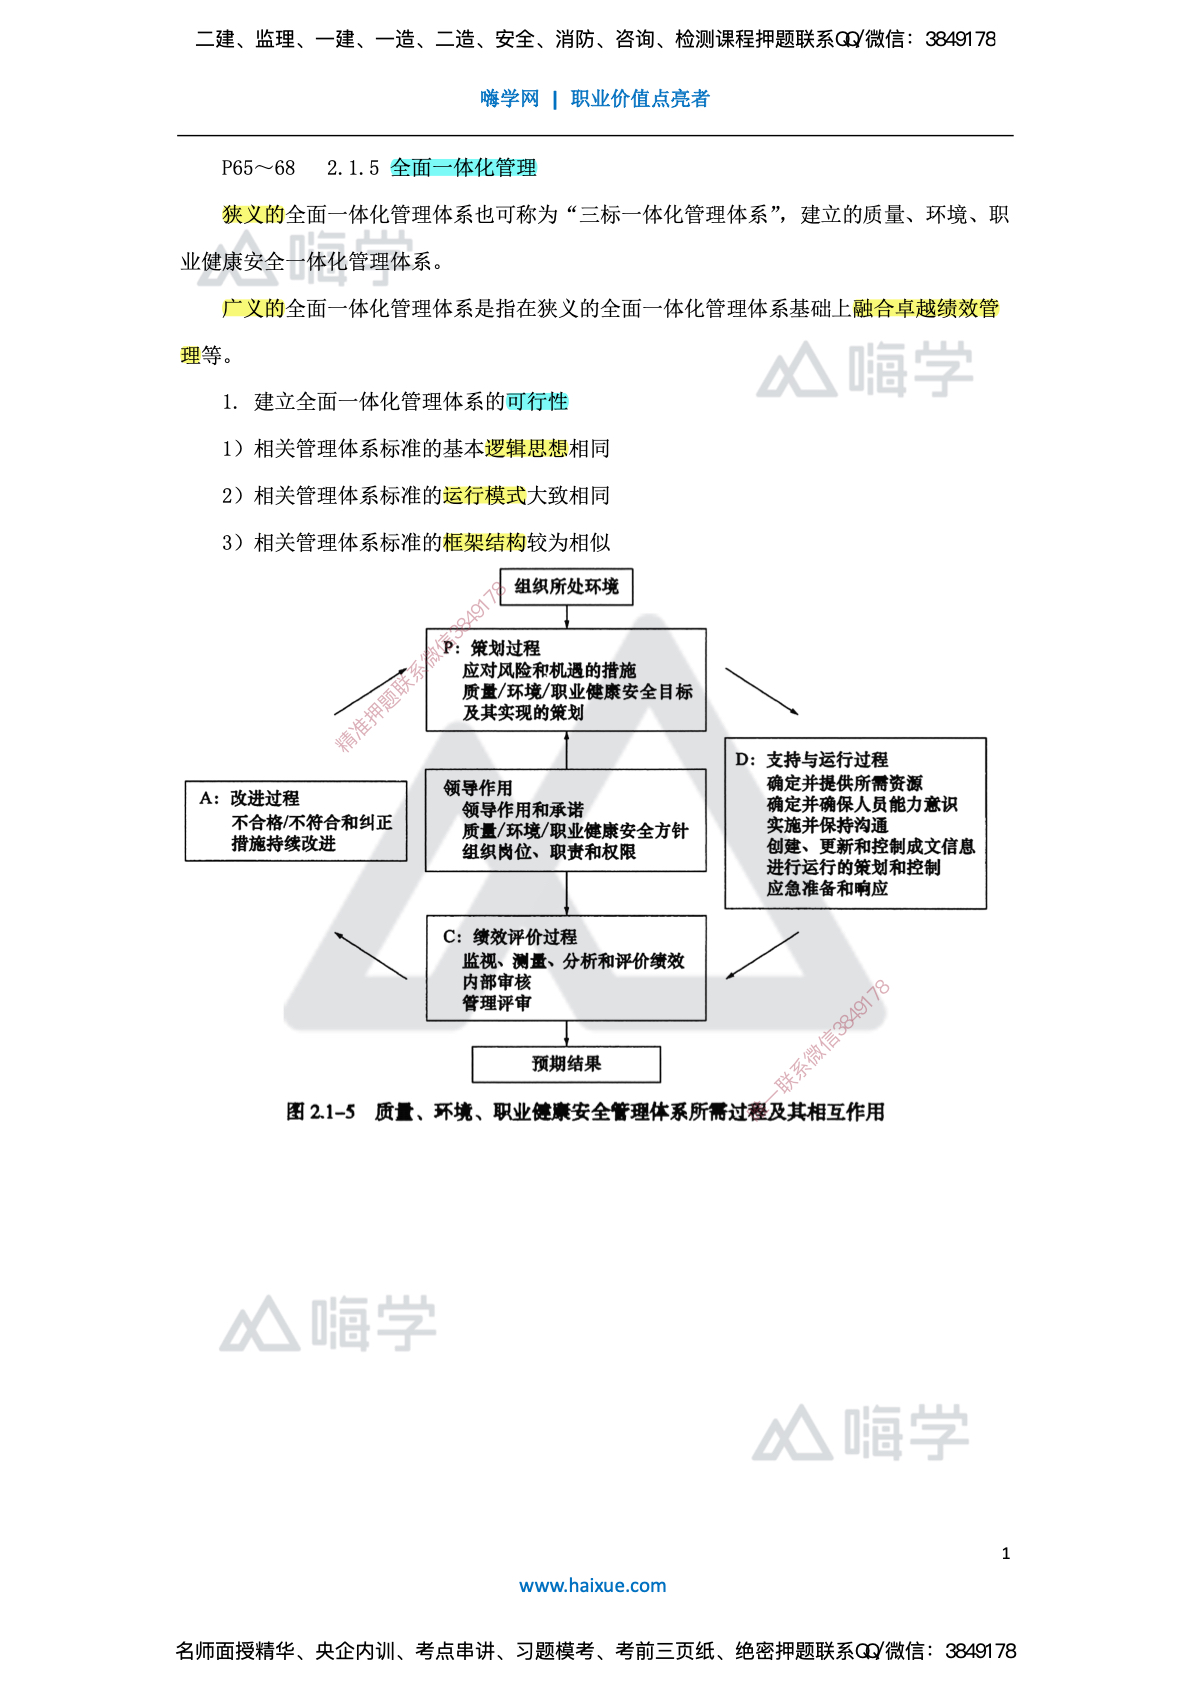 二建、监理、一建、一造、二造、安全、消防、咨询、检测课程押题联系QQ/微信：3849178
嗨学网 | 职业价值点亮者
P65～68 2.1.5 全面一体化管理
狭义的全面一体化管理体系也可称为“三标一体化管理体系”，建立的质量、环境、职
业健康安全一体化管理体系。
嗨学
广义的全面一体化管理体系是指在狭义的全面一体化管理体系基础上融合卓越绩效管
理等。
嗨学
1. 建立全面一体化管理体系的可行性
1）相关管理体系标准的基本逻辑思想相同
2）相关管理体系标准的运行模式大致相同
3）相关管理体系标准的框架结构较为相似
组织所处环境
精准押题联系微信3849178
P：策划过程
应对风险和机遇的措施
质量/环境/职业健康安全目标
及其实现的策划
A：改进过程
不合格/不符合和纠正
措施持续改进
领导作用
领导作用和承诺
质量/环境/职业健康安全方针
组织岗位、职责和权限
D：支持与运行过程
确定并提供所需资源
确定并确保人员能力意识
实施并保持沟通
创建、更新和控制成文信息
进行运行的策划和控制
应急准备和响应
C：绩效评价过程
监视、测量、分析和评价绩效
内部审核
管理评审
一联系微信3849178
预期结果
图 2.1-5 质量、环境、职业健康安全管理体系所需过程及其相互作用
嗨学
嗨学
1
www.haixue.com
名师面授精华、央企内训、考点串讲、习题模考、考前三页纸、绝密押题联系QQ/微信：3849178